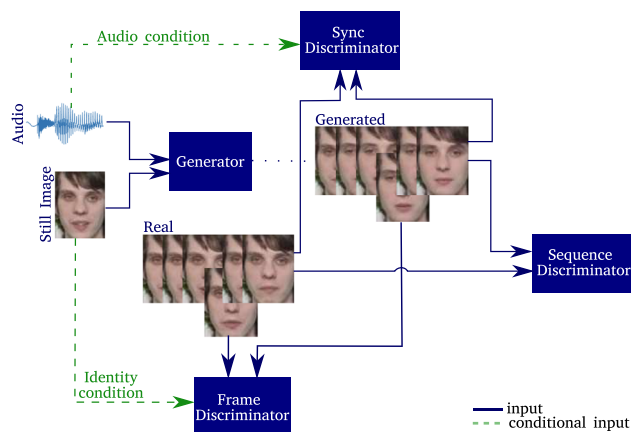 Audio condition
Sync
Discriminator
Audio
Generator
Generated
Still Image
Real
Sequence
Discriminator
Identity
condition
Frame
Discriminator
input
conditional input